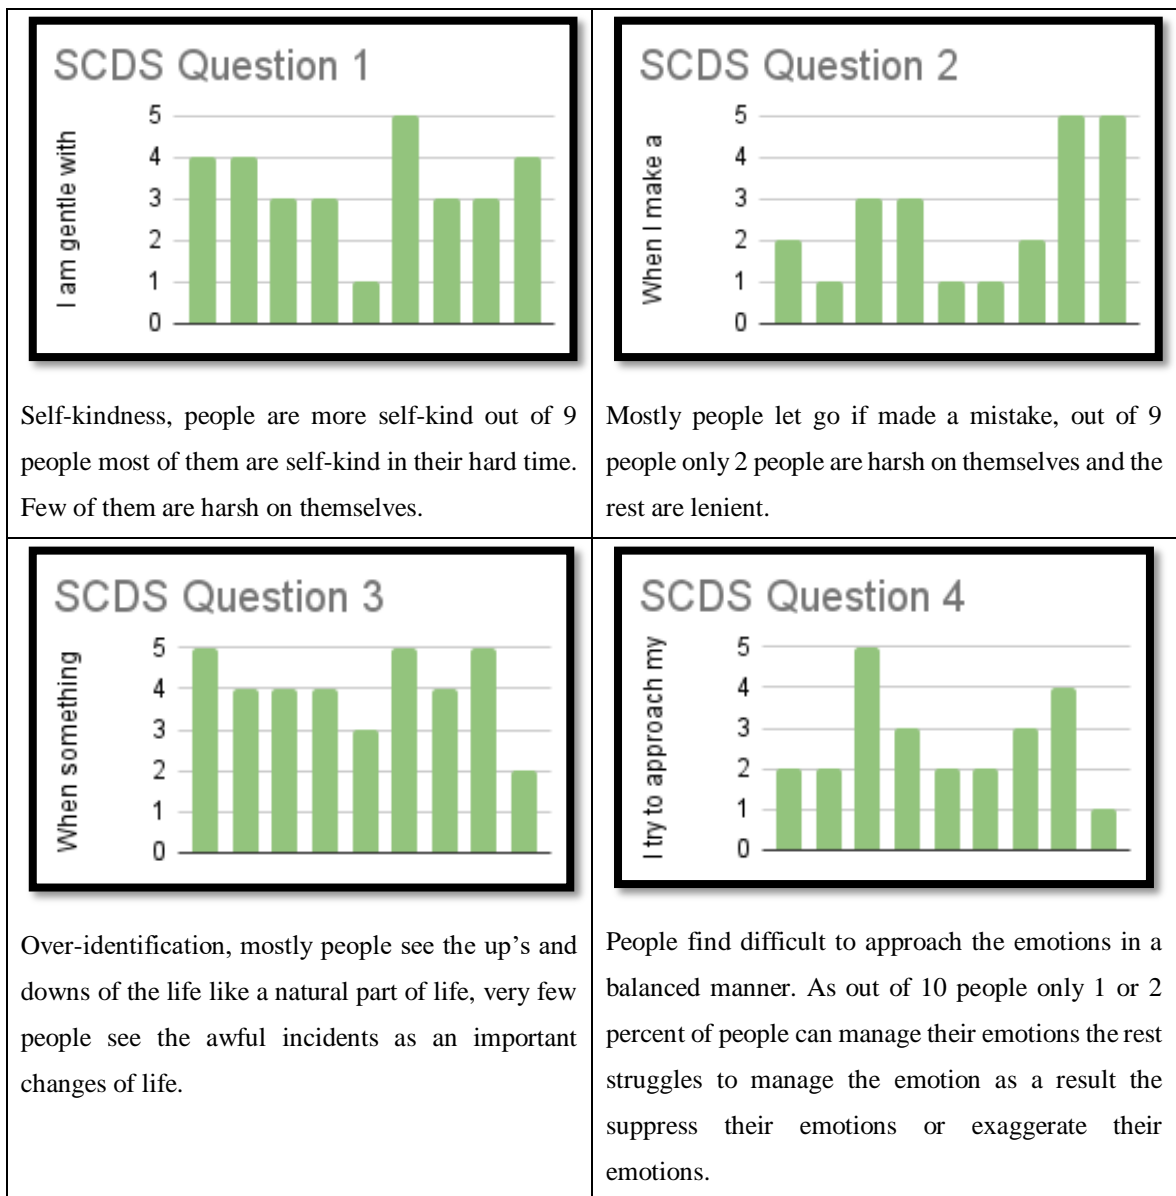 SCDS Question 1
I am gentle with
5
4
3
2
1
0
Self-kindness, people are more self-kind out of 9
people most of them are self-kind in their hard time.
Few of them are harsh on themselves.
SCDS Question 2
When I make a
5
4
3
2
1
0
Mostly people let go if made a mistake, out of 9
people only 2 people are harsh on themselves and the
rest are lenient.
SCDS Question 3
When something
5
4
3
2
1
0
Over-identification, mostly people see the up’s and
downs of the life like a natural part of life, very few
people see the awful incidents as an important
changes of life.
SCDS Question 4
I try to approach my
5
4
3
2
1
0
People find difficult to approach the emotions in a
balanced manner. As out of 10 people only 1 or 2
percent of people can manage their emotions the rest
struggles to manage the emotion as a result the
suppress their emotions or exaggerate their
emotions.